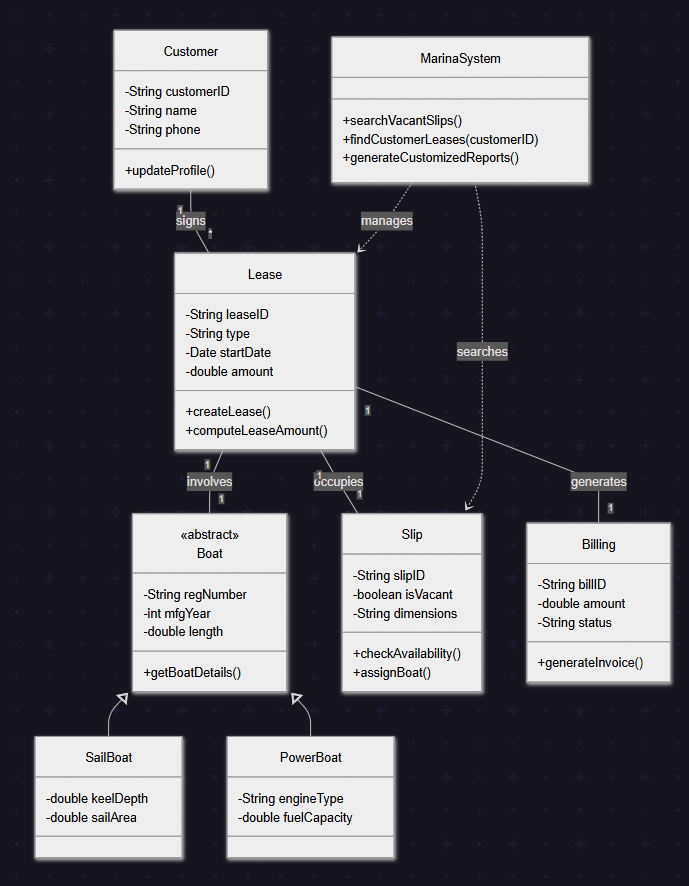 Customer
-String customerID
-String name
-String phone
+updateProfile()
MarinaSystem
+searchVacantSlips()
+findCustomerLeases(customerID)
+generateCustomizedReports()
1
signs
*
manages
searches
Lease
-String leaseID
-String type
-Date startDate
-double amount
+createLease()
+computeLeaseAmount()
1
involves
1
1
occupies
1
1
generates
1
«abstract»
Boat
-String regNumber
-int mfgYear
-double length
+getBoatDetails()
Slip
-String slipID
-boolean isVacant
-String dimensions
+checkAvailability()
+assignBoat()
Billing
-String billID
-double amount
-String status
+generateInvoice()
SailBoat
-double keelDepth
-double sailArea
PowerBoat
-String engineType
-double fuelCapacity